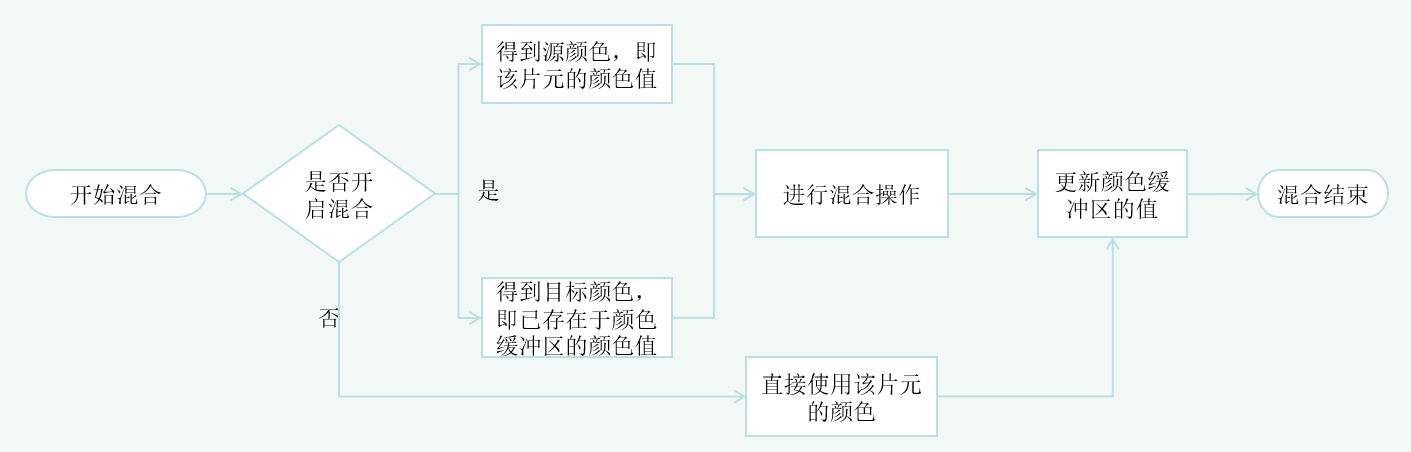 开始混合
是否开
启混合
是
否
得到源颜色，即
该片元的颜色值
得到目标颜色，
即已存在于颜色
缓冲区的颜色值
进行混合操作
直接使用该片元
的颜色
更新颜色缓
冲区的值
混合结束